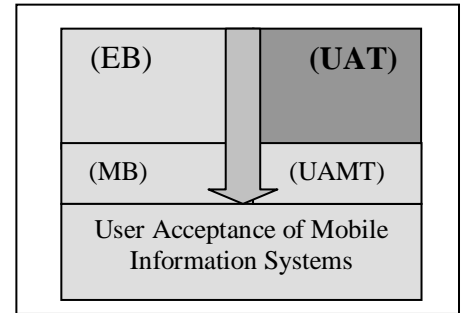 (EB) (UAT)
(MB) (UAMT)
User Acceptance of Mobile
Information Systems